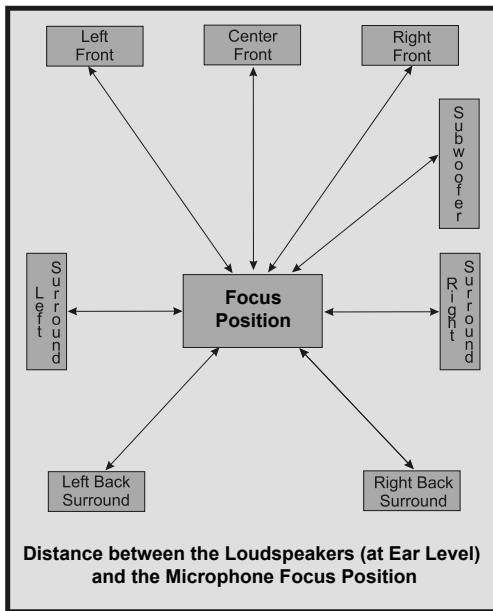 Left
Front
Center
Front
Right
Front
Subwoofer
Left
Surround
Focus
Position
Right
Surround
Left Back
Surround
Right Back
Surround
Distance between the Loudspeakers (at Ear Level)
and the Microphone Focus Position